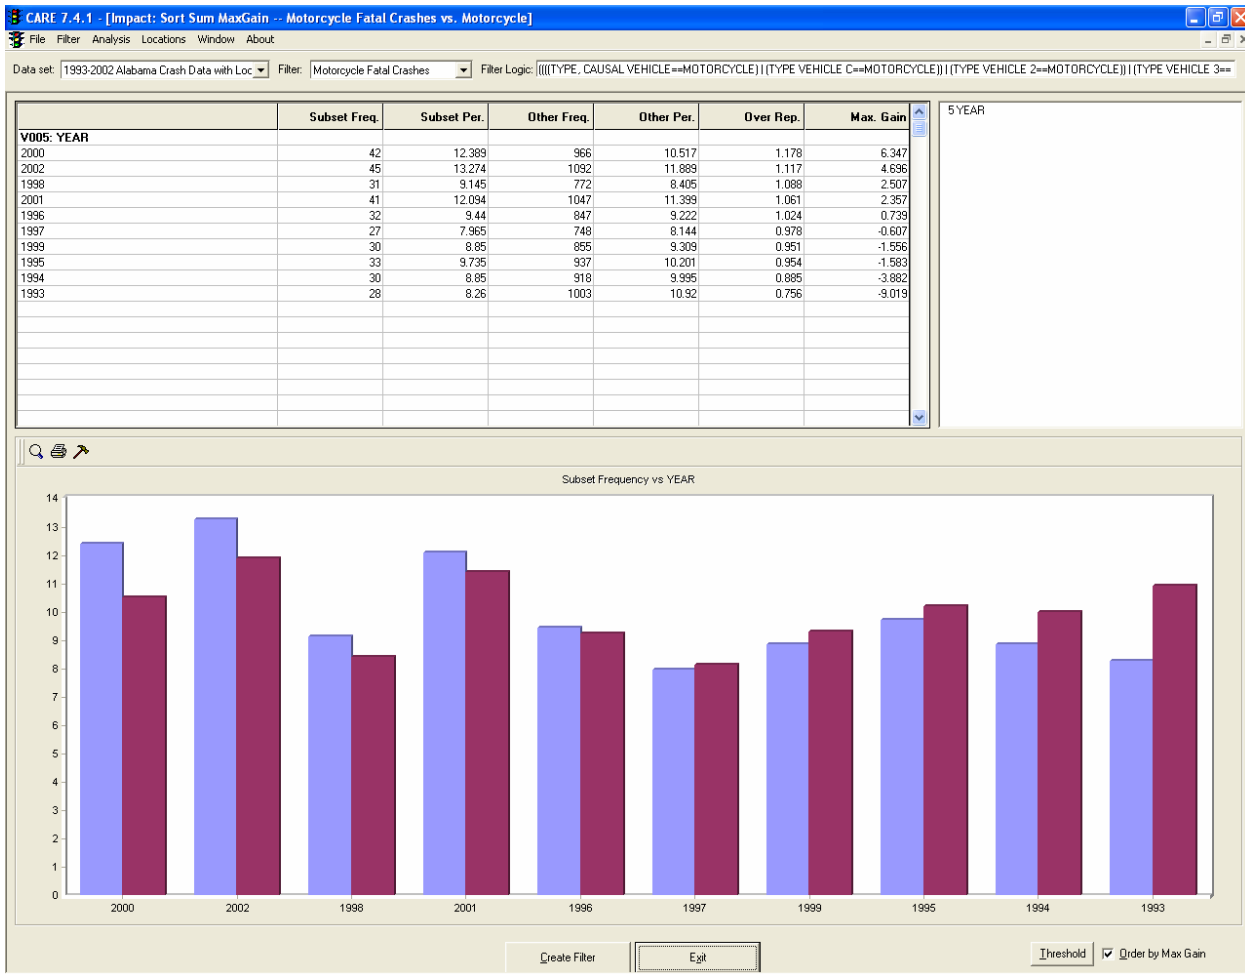 CARE 7.4.1 - [Impact: Sort Sum MaxGain -- Motorcycle Fatal Crashes vs. Motorcycle]
File Filter Analysis Locations Window About
Data set: 1993-2002 Alabama Crash Data with Loc Filter: Motorcycle Fatal Crashes Filter Logic: ((((TYPE, CAUSAL VEHICLE==MOTORCYCLE) | (TYPE VEHICLE C==MOTORCYCLE)) | (TYPE VEHICLE 2==MOTORCYCLE)) | (TYPE VEHICLE 3==
Subset Freq. Subset Per. Other Freq. Other Per. Over Rep. Max. Gain 5 YEAR
V005: YEAR
2000 42 12.389 966 10.517 1.178 6.347
2002 45 13.274 1092 11.889 1.117 4.696
1998 31 9.145 772 8.405 1.088 2.507
2001 41 12.094 1047 11.399 1.061 2.357
1996 32 9.44 847 9.222 1.024 0.739
1997 27 7.965 748 8.144 0.978 -0.607
1999 30 8.85 855 9.309 0.951 -1.556
1995 33 9.735 937 10.201 0.954 -1.583
1994 30 8.85 918 9.995 0.885 -3.882
1993 28 8.26 1003 10.92 0.756 -9.019
Subset Frequency vs YEAR
14
13
12
11
10
9
8
7
6
5
4
3
2
1
0
2000 2002 1998 2001 1996 1997 1999 1995 1994 1993
Create Filter Exit Threshold Order by Max Gain